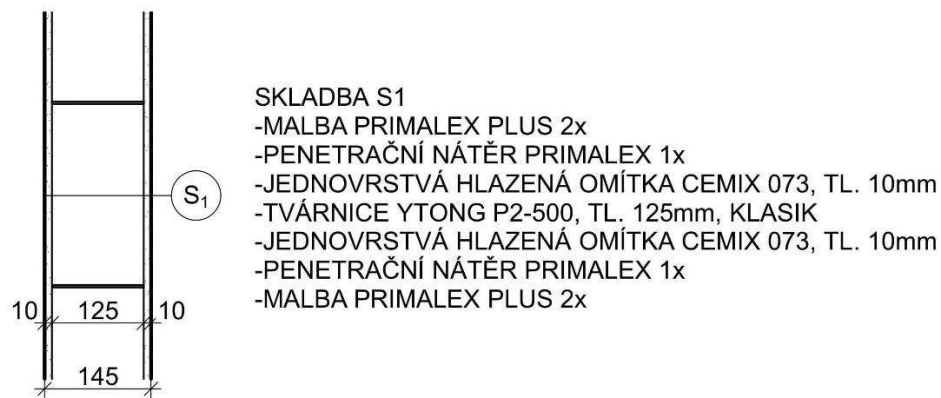 SKLADBA S1
-MALBA PRIMALEX PLUS 2x
-PENETRAČNÍ NÁTĚR PRIMALEX 1x
-JEDNOVRSTVÁ HLAZENÁ OMÍTKA CEMIX 073, TL. 10mm
-TVÁRNICE YTONG P2-500, TL. 125mm, KLASIK
-JEDNOVRSTVÁ HLAZENÁ OMÍTKA CEMIX 073, TL. 10mm
-PENETRAČNÍ NÁTĚR PRIMALEX 1x
-MALBA PRIMALEX PLUS 2x
S₁
10 125 10
145